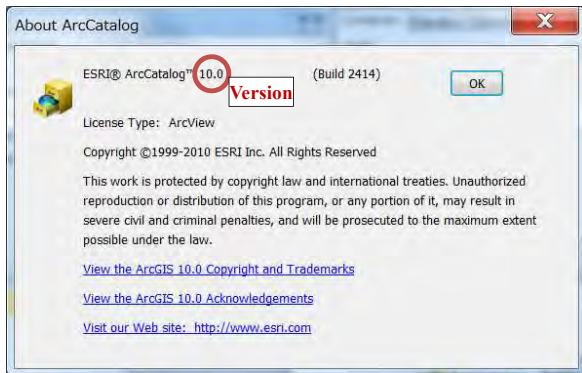 About ArcCatalog
ESRI® ArcCatalog™ 10.0 (Build 2414)
OK
Version
License Type: ArcView
Copyright ©1999-2010 ESRI Inc. All Rights Reserved
This work is protected by copyright law and international treaties. Unauthorized
reproduction or distribution of this program, or any portion of it, may result in
severe civil and criminal penalties, and will be prosecuted to the maximum extent
possible under the law.
View the ArcGIS 10.0 Copyright and Trademarks
View the ArcGIS 10.0 Acknowledgements
Visit our Web site: http://www.esri.com